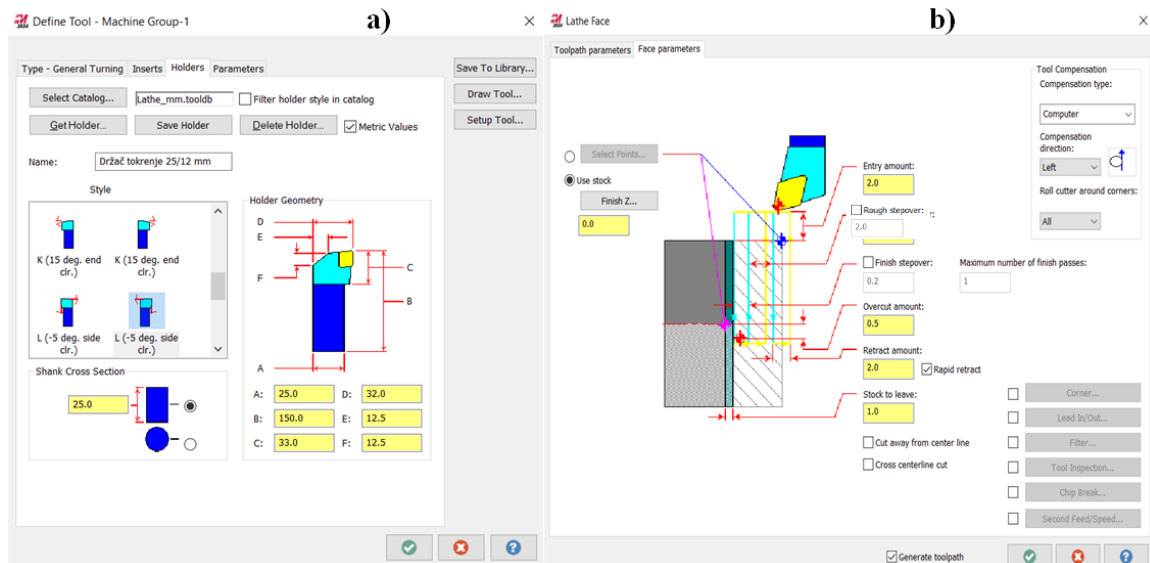 Define Tool - Machine Group-1
a)
Type - General Turning Inserts Holders Parameters
Select Catalog... Lathe_mm.tooldb Filter holder style in catalog
Get Holder... Save Holder Delete Holder... Metric Values
Name: Držač tokrenje 25/12 mm
Style
K (15 deg. end clr.) K (15 deg. end clr.)
L (-5 deg. side clr.) L (-5 deg. side clr.)
Shank Cross Section
25.0
Holder Geometry
D
E
F
C
B
A
A: 25.0 D: 32.0
B: 150.0 E: 12.5
C: 33.0 F: 12.5
Save To Library...
Draw Tool...
Setup Tool...
Lathe Face
b)
Toolpath parameters Face parameters
Select Points...
Use stock
Finish Z...
0.0
Entry amount:
2.0
Rough stepover:
2.0
Finish stepover:
0.2
Maximum number of finish passes:
1
Overcut amount:
0.5
Retract amount:
2.0 Rapid retract
Stock to leave:
1.0
Cut away from center line
Cross centerline cut
Tool Compensation
Compensation type:
Computer
Compensation direction:
Left
Roll cutter around corners:
All
Corner...
Lead In/Out...
Filter...
Tool Inspection...
Chip Break...
Second Feed/Speed...
Generate toolpath